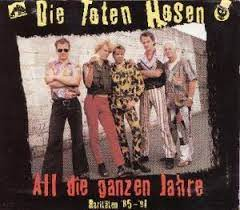 Die Toten Hosen
All die ganzen Jahre
Raritäten '85-'91